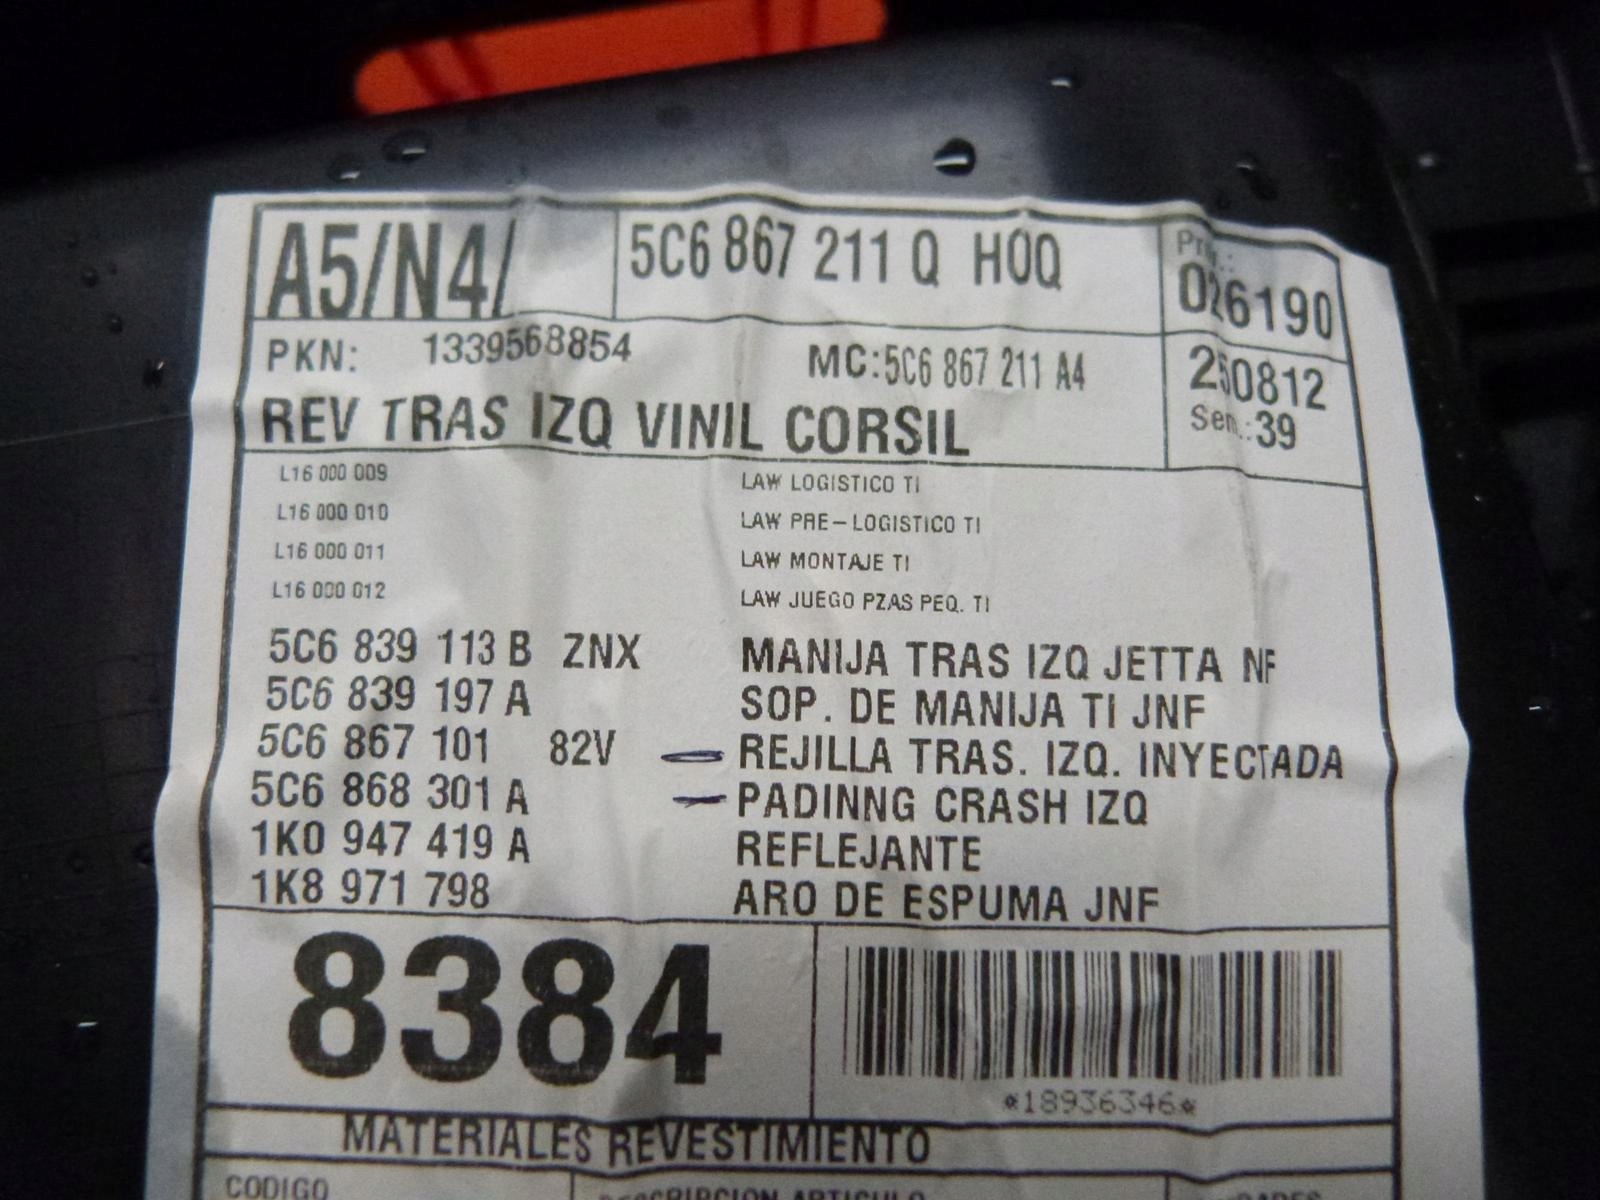 A5/N4/ 5C6 867 211 Q HOQ
026190
PKN: 1339568854 MC:5C6 867 211 A4
250812
REV TRAS IZQ VINIL CORSIL
Sem.:39
L16 000 009 LAW LOGISTICO TI
L16 000 010 LAW PRE-LOGISTICO TI
L16 000 011 LAW MONTAJE TI
L16 000 012 LAW JUEGO PZAS PEQ. TI
5C6 839 113 B ZNX MANIJA TRAS IZQ JETTA NF
5C6 839 197 A SOP. DE MANIJA TI JNF
5C6 867 101 82V REJILLA TRAS. IZQ. INYECTADA
5C6 868 301 A PADINNG CRASH IZQ
1K0 947 419 A REFLEJANTE
1K8 971 798 ARO DE ESPUMA JNF
8384
*18936346*
MATERIALES REVESTIMIENTO
CODIGO DESCRIPCION ARTICULO